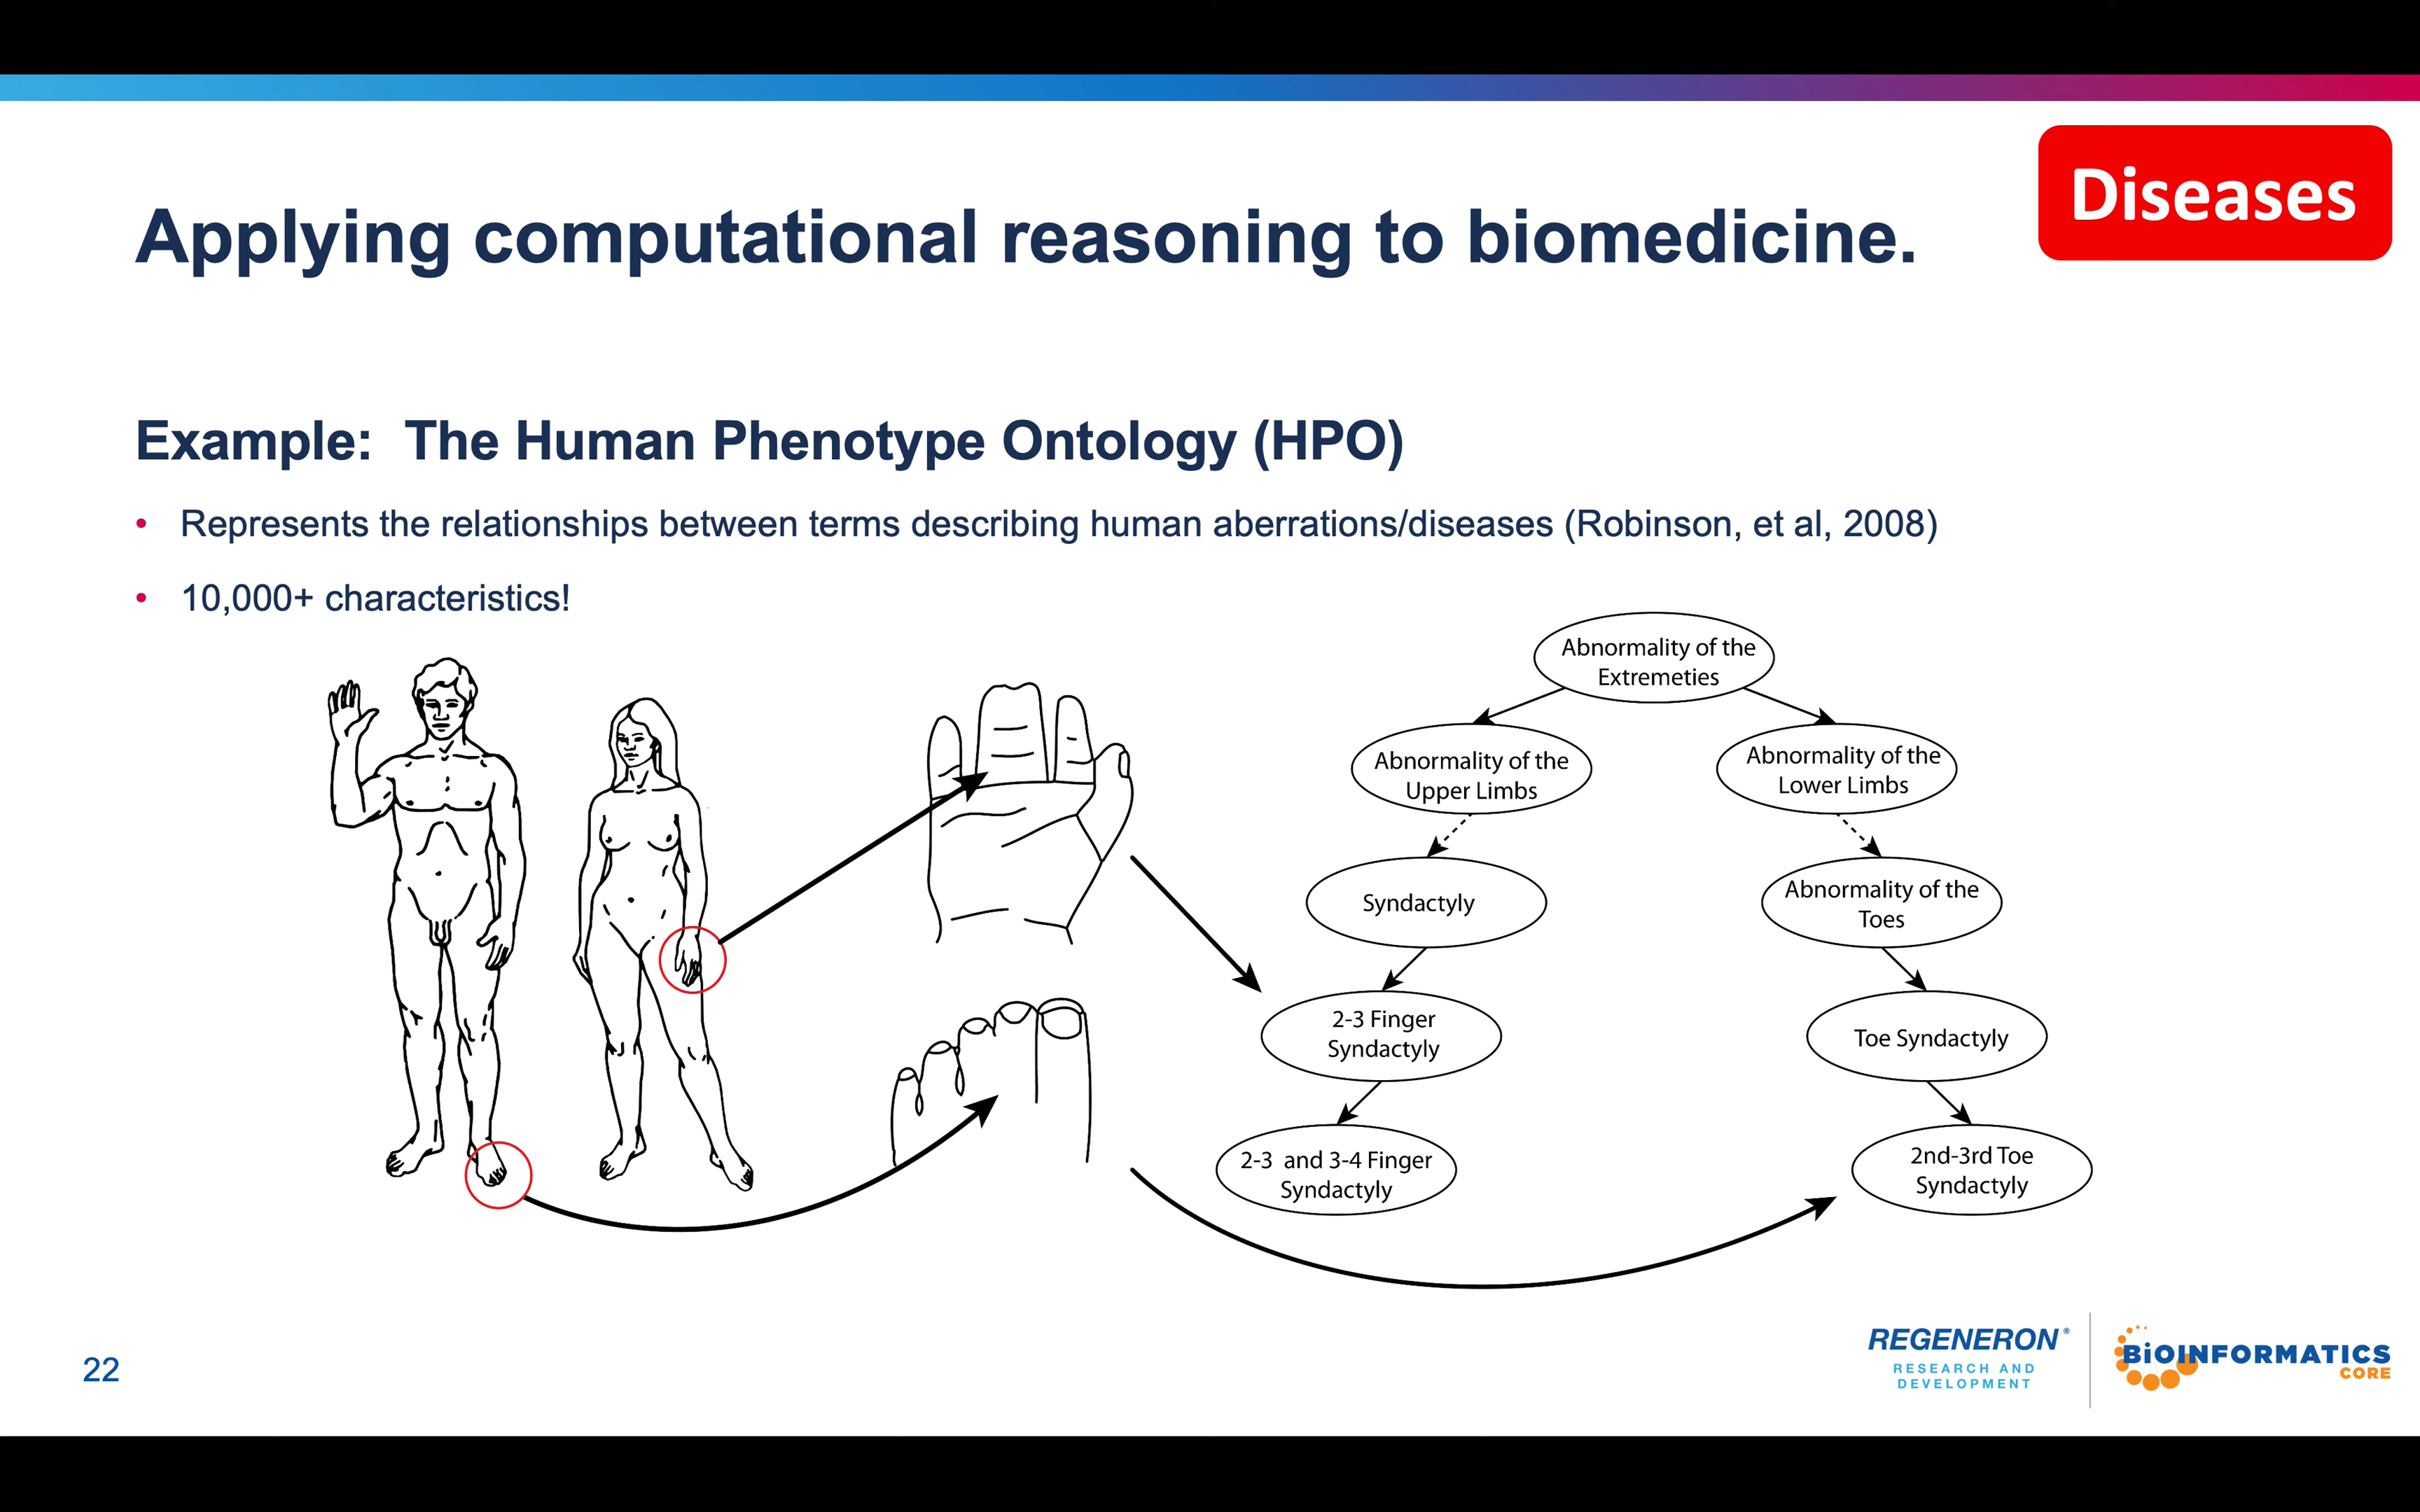 Diseases
Applying computational reasoning to biomedicine.
Example: The Human Phenotype Ontology (HPO)
• Represents the relationships between terms describing human aberrations/diseases (Robinson, et al, 2008)
• 10,000+ characteristics!
Abnormality of the
Extremeties
Abnormality of the
Upper Limbs
Abnormality of the
Lower Limbs
Syndactyly
Abnormality of the
Toes
2-3 Finger
Syndactyly
Toe Syndactyly
2-3 and 3-4 Finger
Syndactyly
2nd-3rd Toe
Syndactyly
22
REGENERON®
RESEARCH AND
DEVELOPMENT
BiOINFORMATICS
CORE